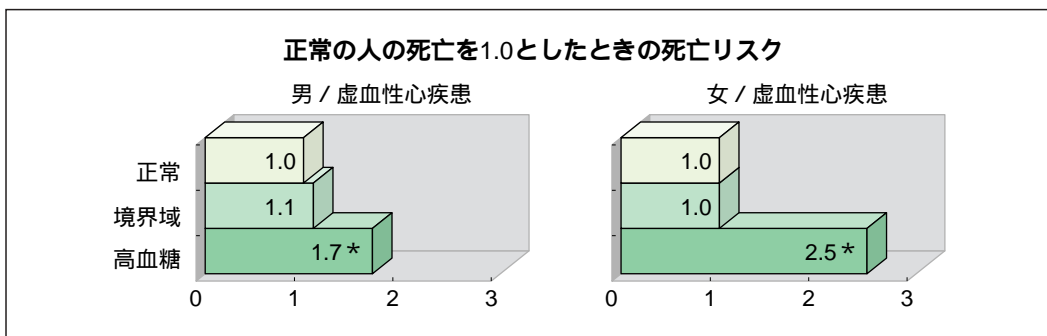 正常の人の死亡を1.0としたときの死亡リスク
男 / 虚血性心疾患
女 / 虚血性心疾患
正常
1.0
1.0
境界域
1.1
1.0
高血糖
1.7*
2.5*
0 1 2 3
0 1 2 3